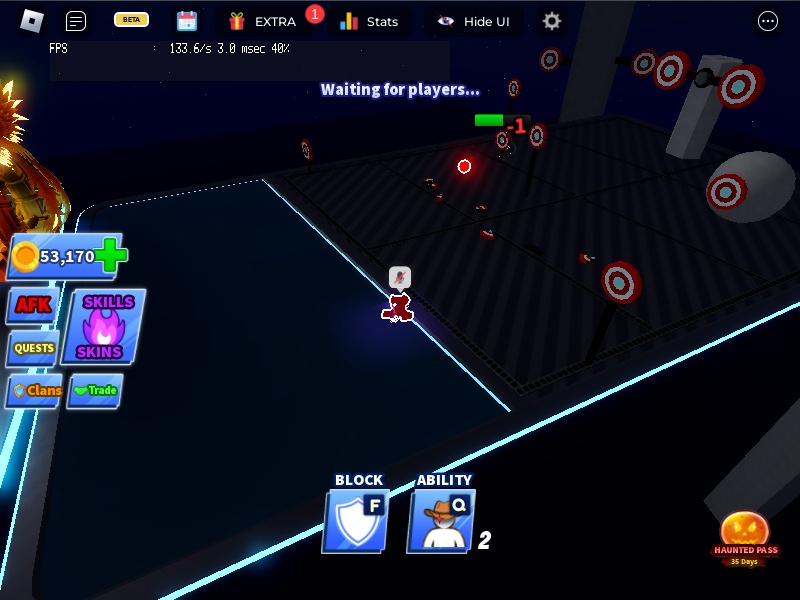 BETA
EXTRA
1
Stats
Hide UI
FPS : 133.6/s 3.0 msec 40%
Waiting for players...
-1
53,170
AFK
SKILLS
SKINS
QUESTS
Clans
Trade
BLOCK
F
ABILITY
Q
2
HAUNTED PASS
35 Days